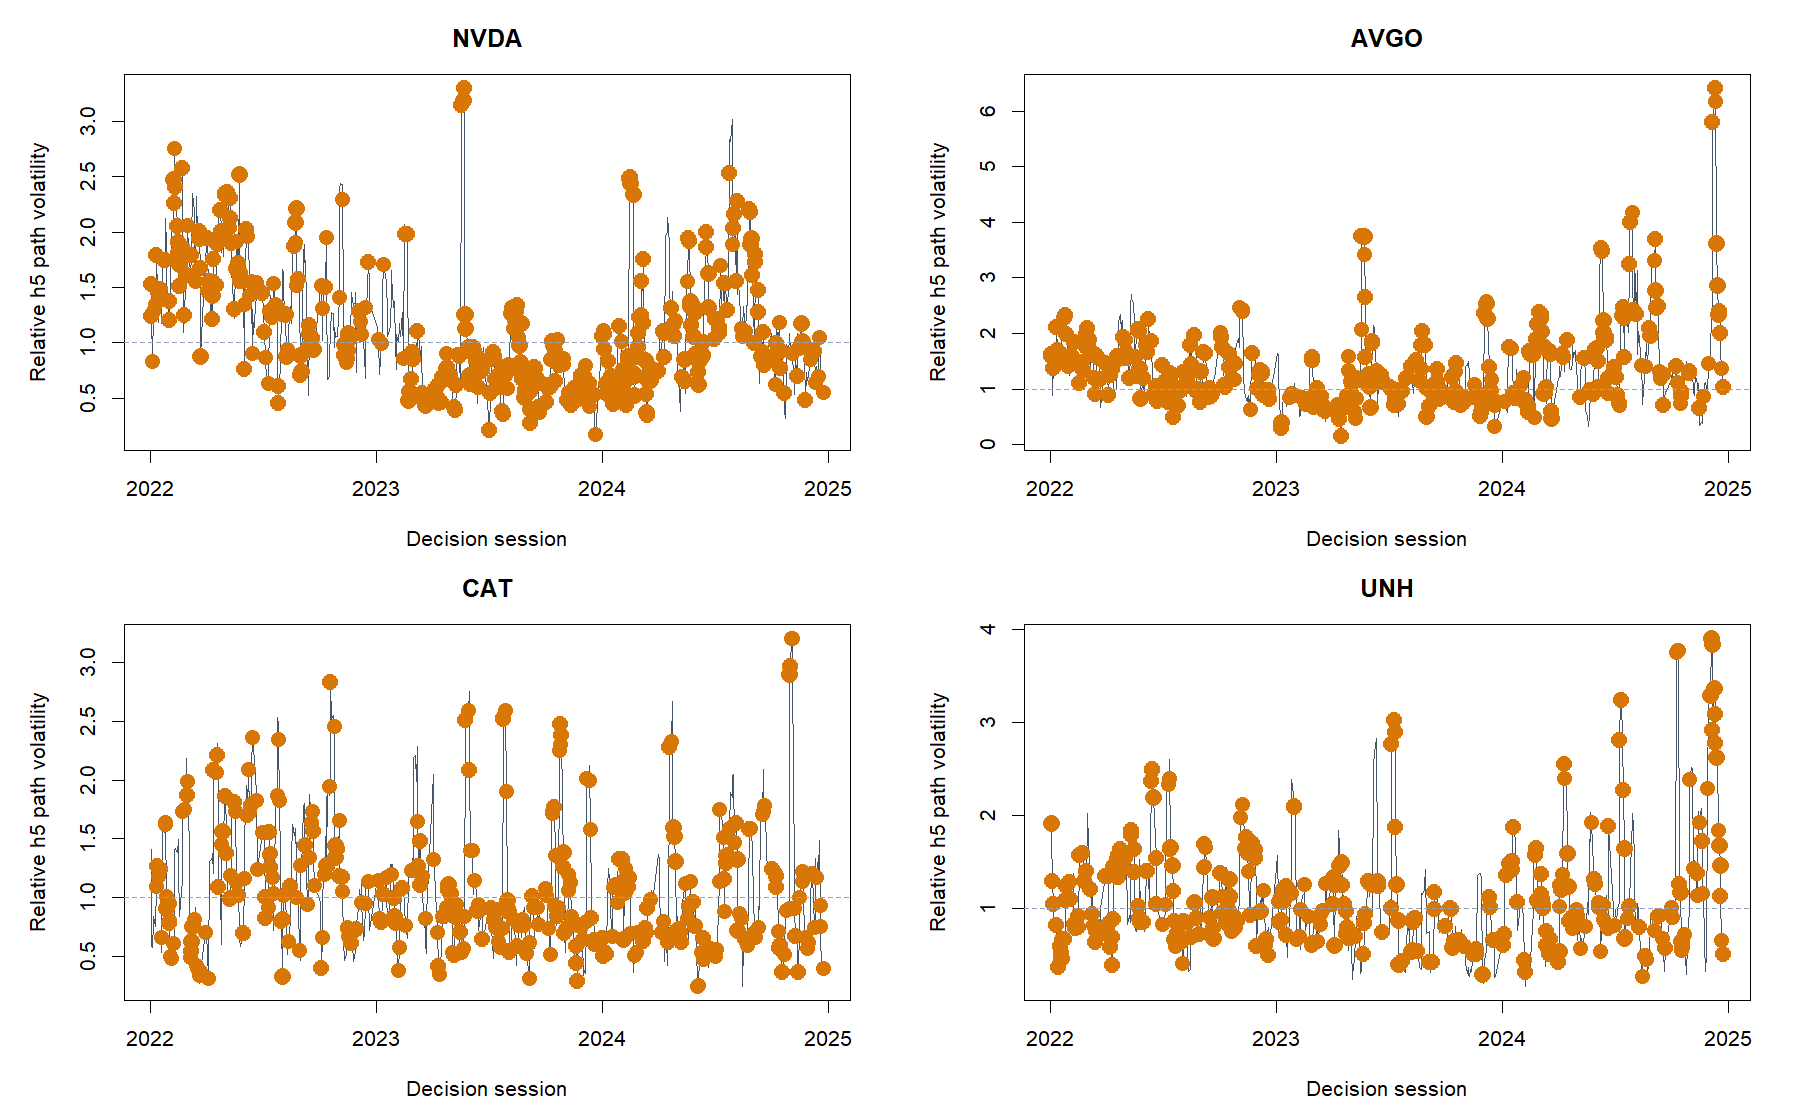 NVDA
Relative h5 path volatility
3.0
2.5
2.0
1.5
1.0
0.5
2022 2023 2024 2025
Decision session
AVGO
Relative h5 path volatility
6
5
4
3
2
1
0
2022 2023 2024 2025
Decision session
CAT
Relative h5 path volatility
3.0
2.5
2.0
1.5
1.0
0.5
2022 2023 2024 2025
Decision session
UNH
Relative h5 path volatility
4
3
2
1
2022 2023 2024 2025
Decision session